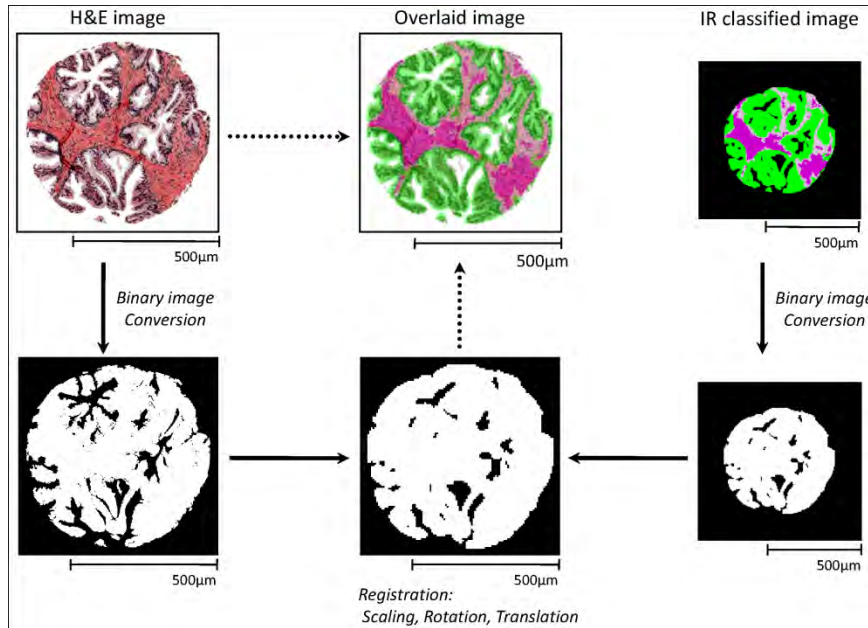 H&E image
Overlaid image
IR classified image
500µm
500µm
500µm
Binary image
Conversion
Binary image
Conversion
500µm
500µm
500µm
Registration:
Scaling, Rotation, Translation